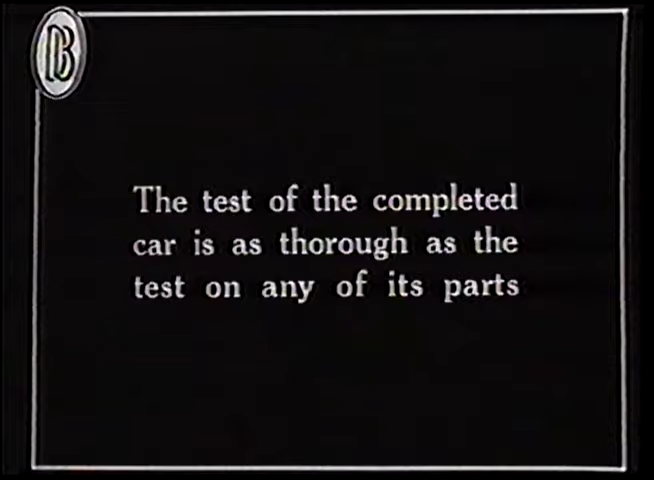 B
The test of the completed
car is as thorough as the
test on any of its parts